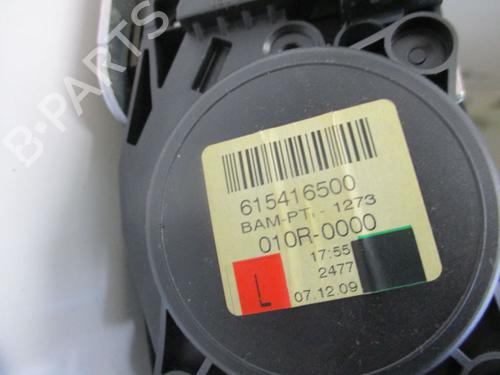 B-PARTS
615416500
BAM-PT. - 1273
010R-0000
17:55
2477
L
07.12.09